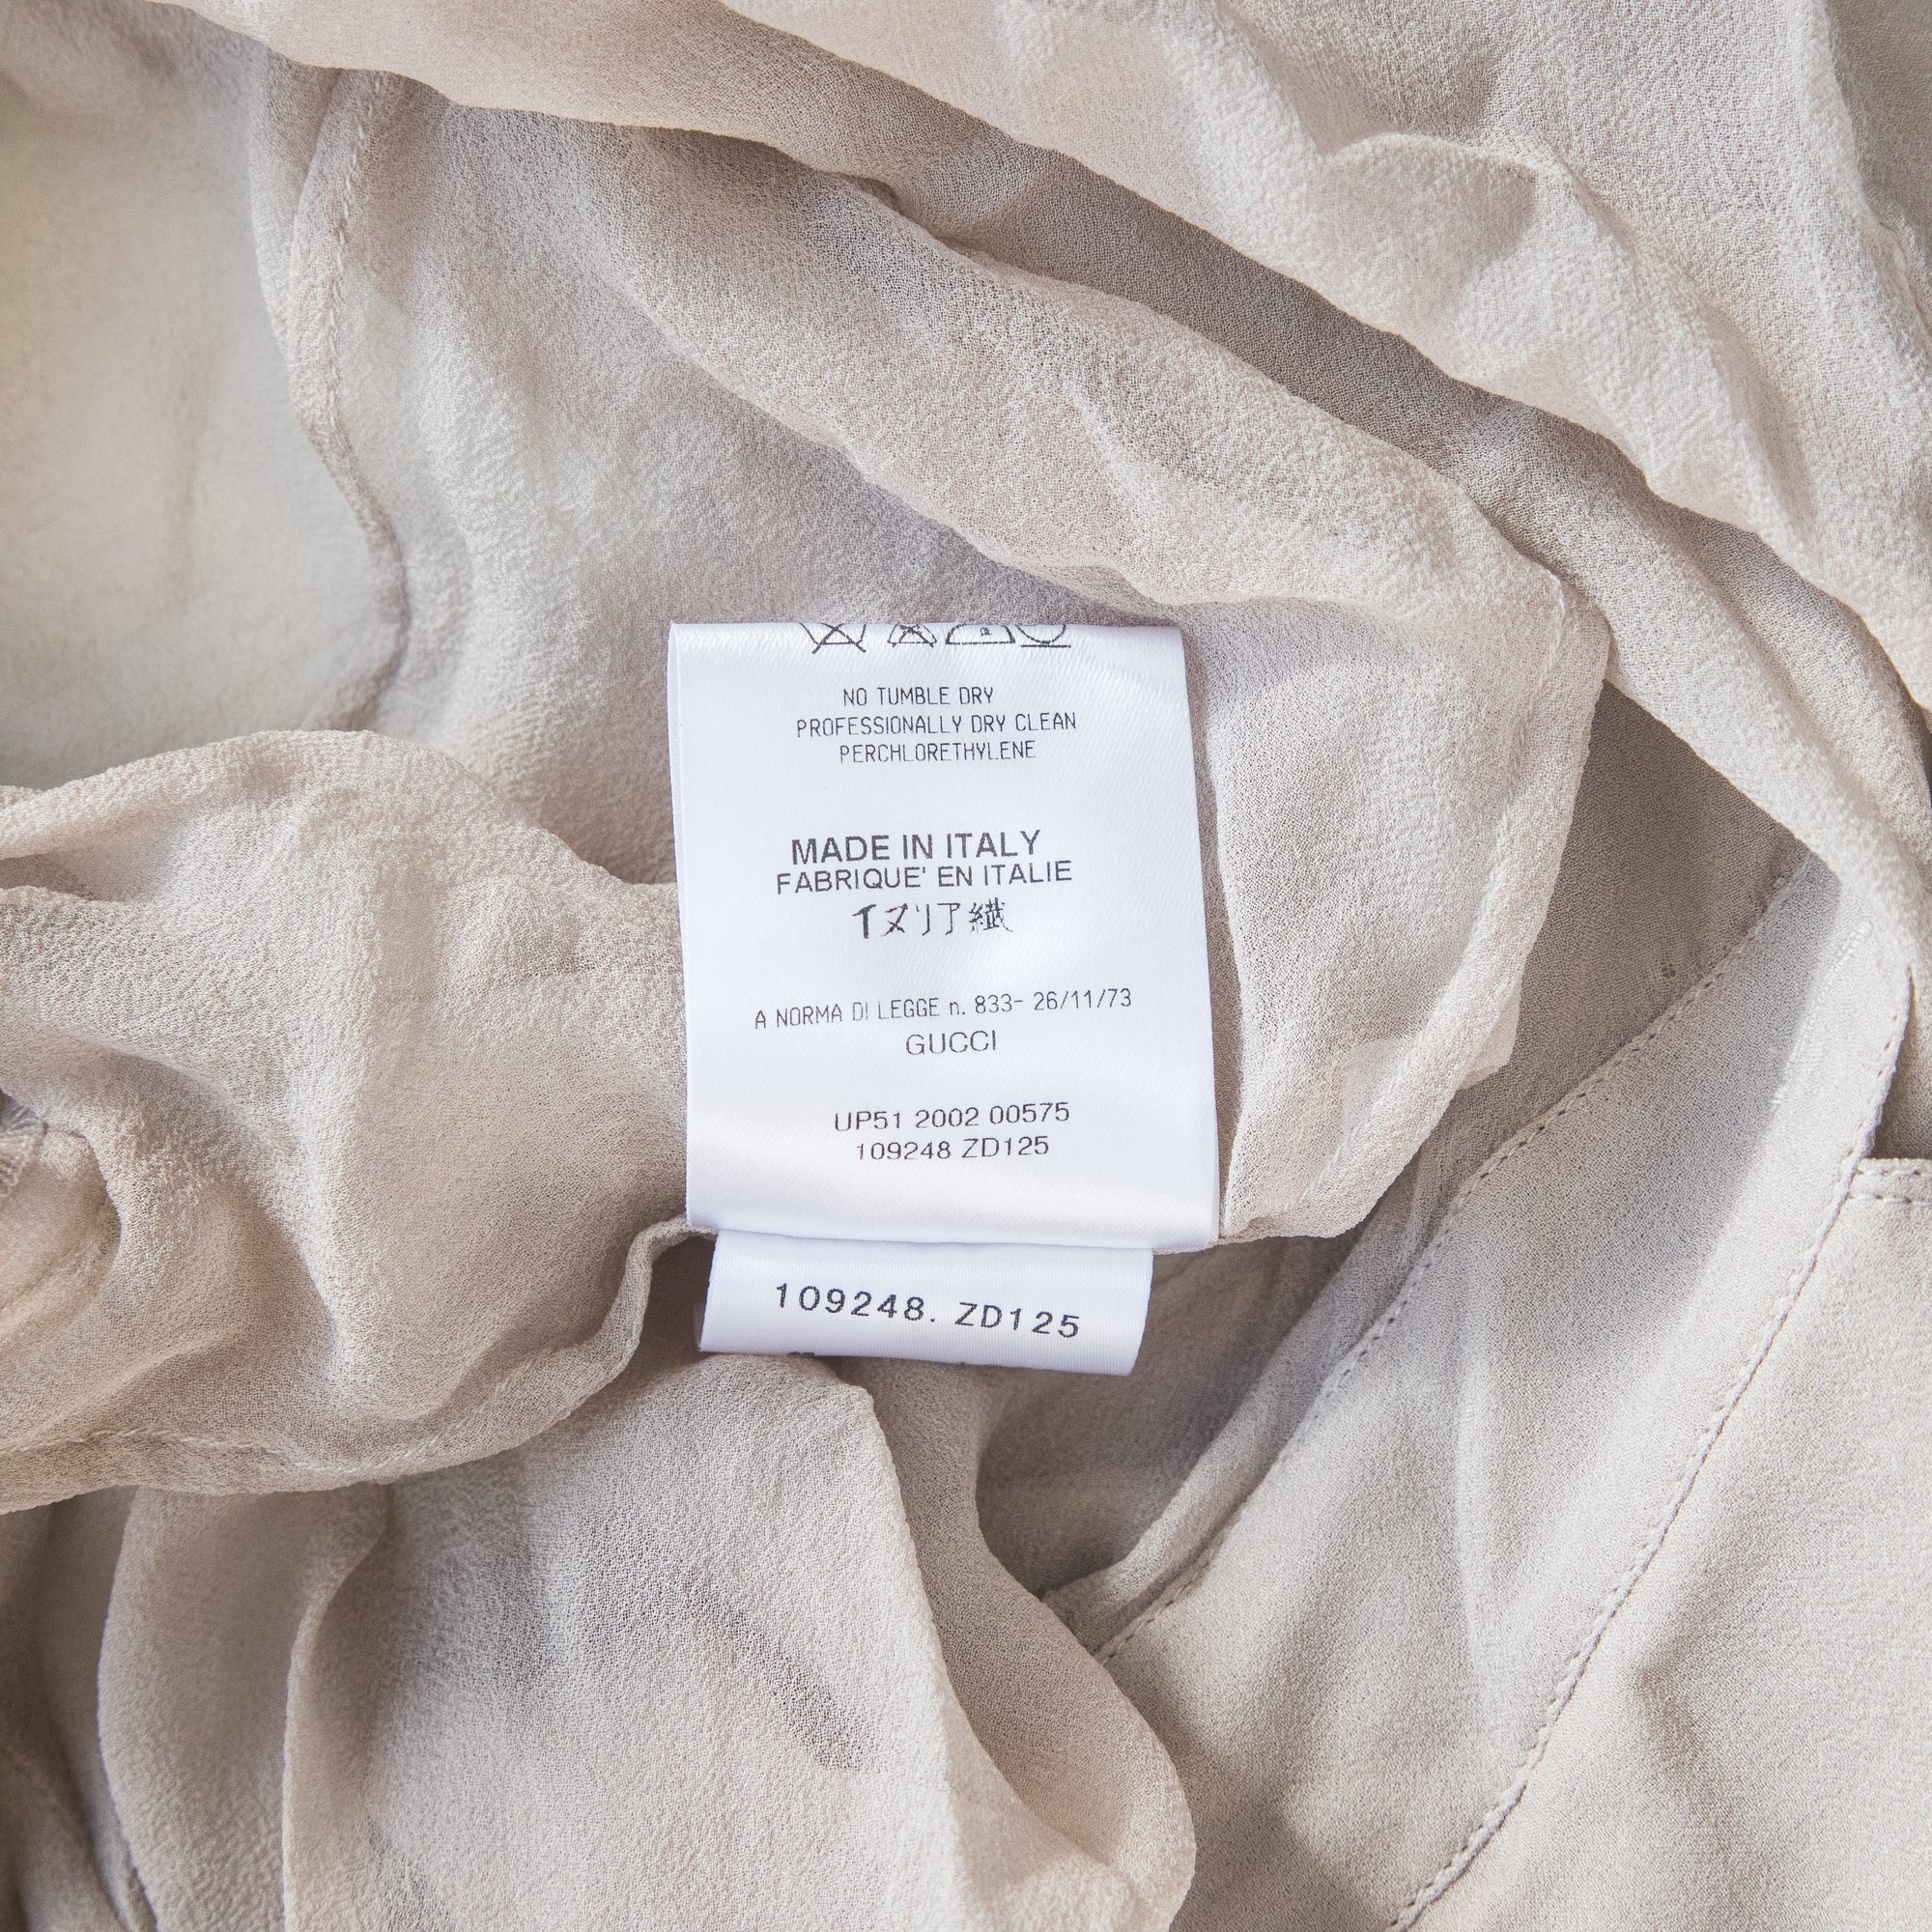 NO TUMBLE DRY
PROFESSIONALLY DRY CLEAN
PERCHLORETHYLENE
MADE IN ITALY
FABRIQUE' EN ITALIE
イヌリア繊
A NORMA DI LEGGE n. 833- 26/11/73
GUCCI
UP51 2002 00575
109248 ZD125
109248. ZD125